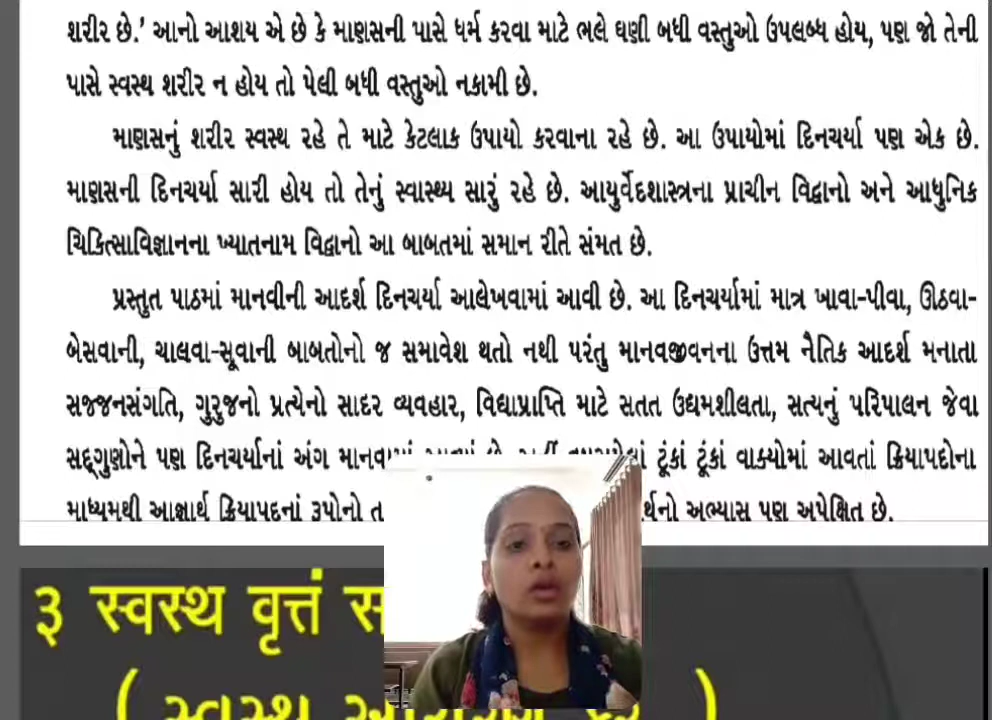 શરીર છે.’ આનો આશય એ છે કે માણસની પાસે ધર્મ કરવા માટે ભલે ઘણી બધી વસ્તુઓ ઉપલબ્ધ હોય, પણ જો તેની
પાસે સ્વસ્થ શરીર ન હોય તો પેલી બધી વસ્તુઓ નકામી છે.
માણસનું શરીર સ્વસ્થ રહે તે માટે કેટલાક ઉપાયો કરવાના રહે છે. આ ઉપાયોમાં દિનચર્યા પણ એક છે.
માણસની દિનચર્યા સારી હોય તો તેનું સ્વાસ્થ્ય સારું રહે છે. આયુર્વેદશાસ્ત્રના પ્રાચીન વિદ્વાનો અને આધુનિક
ચિકિત્સાવિજ્ઞાનના ખ્યાતનામ વિદ્વાનો આ બાબતમાં સમાન રીતે સંમત છે.
પ્રસ્તુત પાઠમાં માનવીની આદર્શ દિનચર્યા આલેખવામાં આવી છે. આ દિનચર્યામાં માત્ર ખાવા-પીવા, ઊઠવા-
બેસવાની, ચાલવા-સૂવાની બાબતોનો જ સમાવેશ થતો નથી પરંતુ માનવજીવનના ઉત્તમ નૈતિક આદર્શ મનાતા
સજ્જનસંગતિ, ગુરુજનો પ્રત્યેનો સાદર વ્યવહાર, વિદ્યાપ્રાપ્તિ માટે સતત ઉદ્યમશીલતા, સત્યનું પરિપાલન જેવા
સદ્ગુણોને પણ દિનચર્યાનાં અંગ ટૂંકાં ટૂંકાં વાક્યોમાં આવતાં ક્રિયાપદોના
માધ્યમથી આજ્ઞાર્થ ક્રિયાપદનાં રૂપોનો અભ્યાસ પણ અપેક્ષિત છે.
३ स्वस्थ वृत्तं
( સ્વસ્થ )